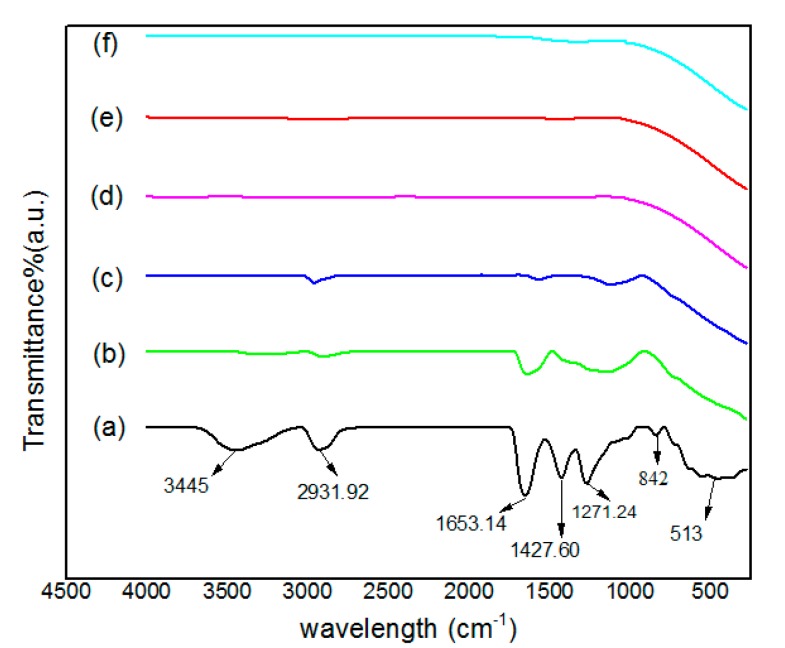 (f)
(e)
(d)
(c)
(b)
(a)
3445
2931.92
1653.14
1427.60
1271.24
842
513
Transmittance%(a.u.)
4500 4000 3500 3000 2500 2000 1500 1000 500
wavelength (cm⁻¹)